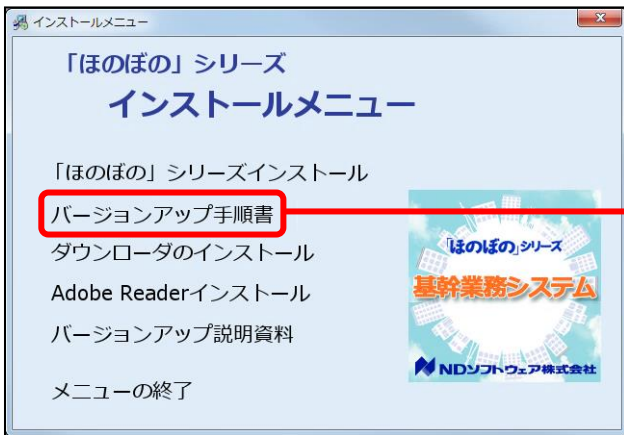 インストールメニュー
「ほのぼの」シリーズ
インストールメニュー
「ほのぼの」シリーズインストール
バージョンアップ手順書
ダウンローダのインストール
Adobe Readerインストール
バージョンアップ説明資料
メニューの終了
「ほのぼの」シリーズ
基幹業務システム
NDソフトウェア株式会社